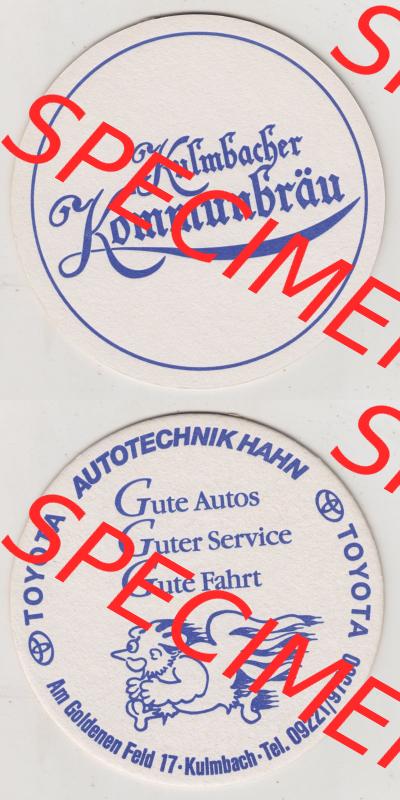 Kulmbacher
Kommunbräu
SPECIMEN
AUTOTECHNIK HAHN
TOYOTA
TOYOTA
Gute Autos
Guter Service
Gute Fahrt
Am Goldenen Feld 17 · Kulmbach · Tel. 09221/
SPECIMEN